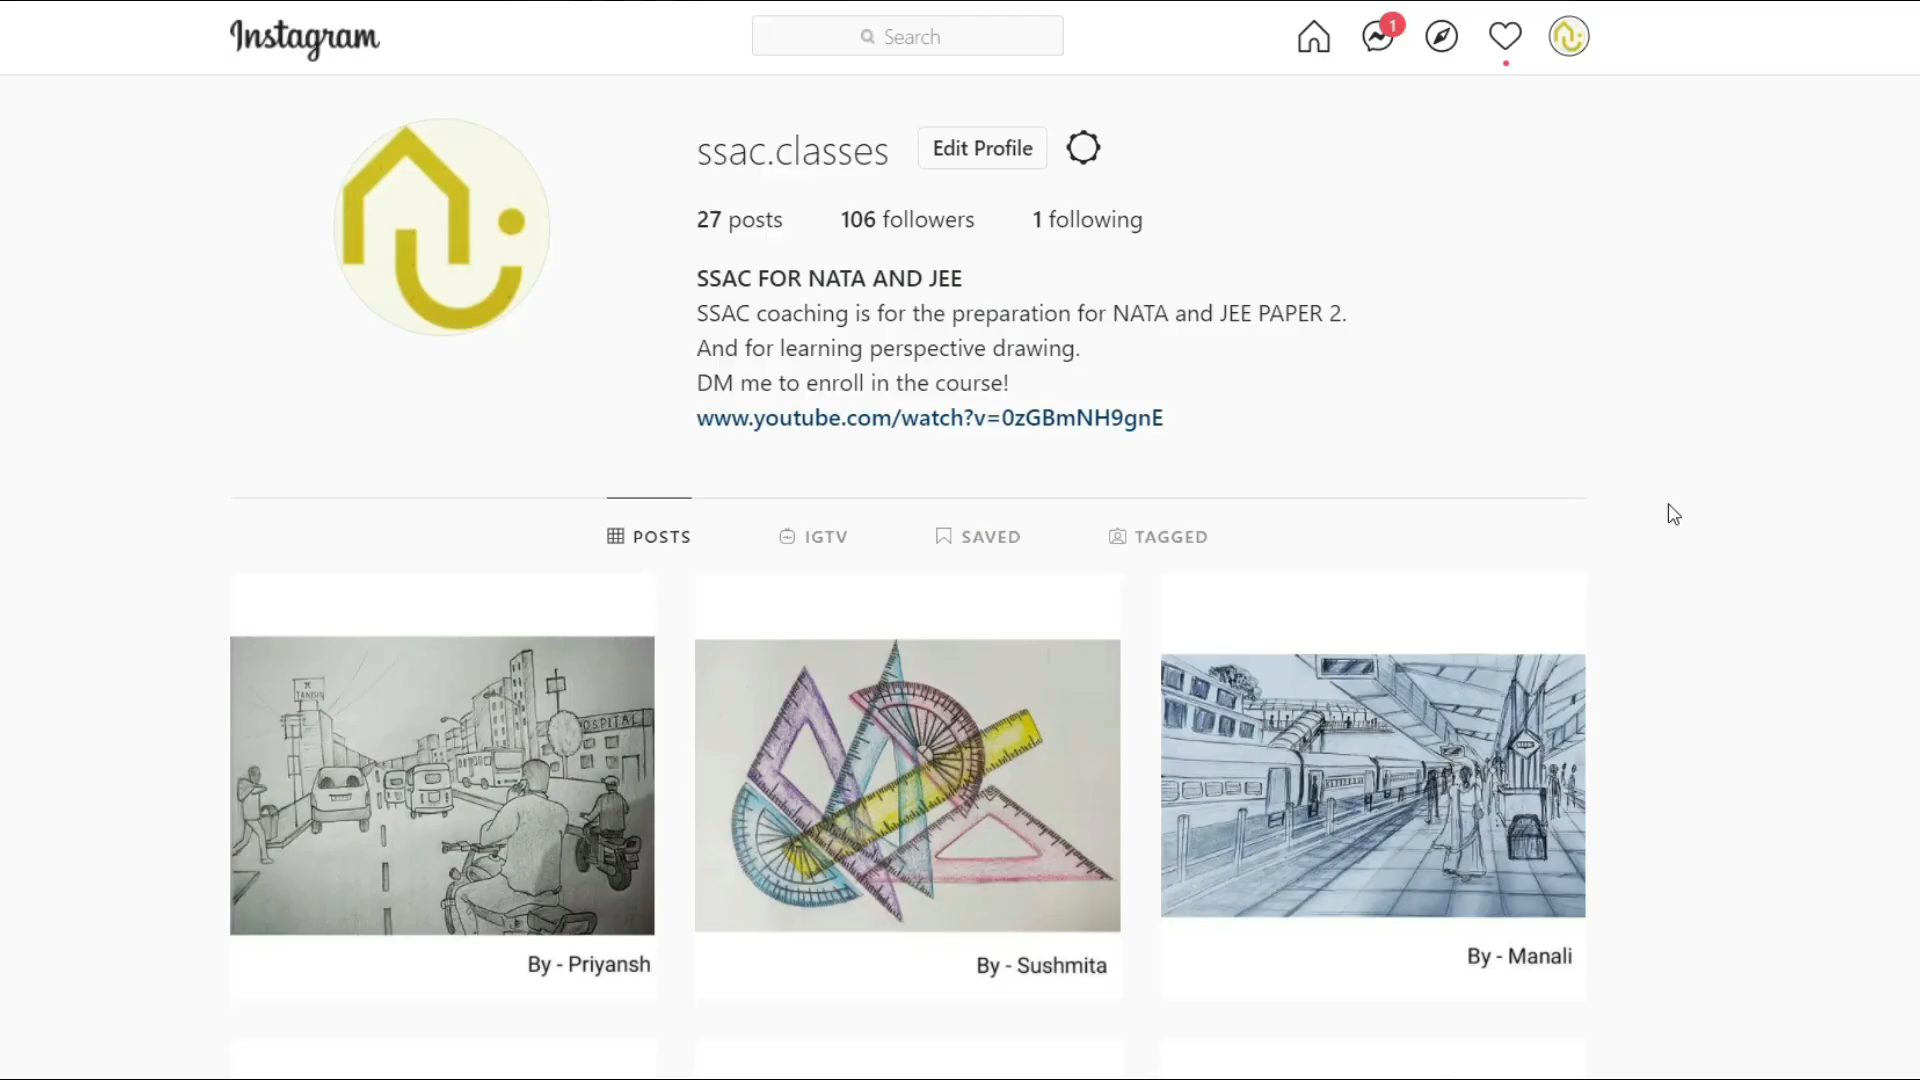 Instagram
Search
1
ssac.classes
Edit Profile
27 posts
106 followers
1 following
SSAC FOR NATA AND JEE
SSAC coaching is for the preparation for NATA and JEE PAPER 2.
And for learning perspective drawing.
DM me to enroll in the course!
www.youtube.com/watch?v=0zGBmNH9gnE
POSTS
IGTV
SAVED
TAGGED
OSPITAL
By - Priyansh
By - Sushmita
By - Manali